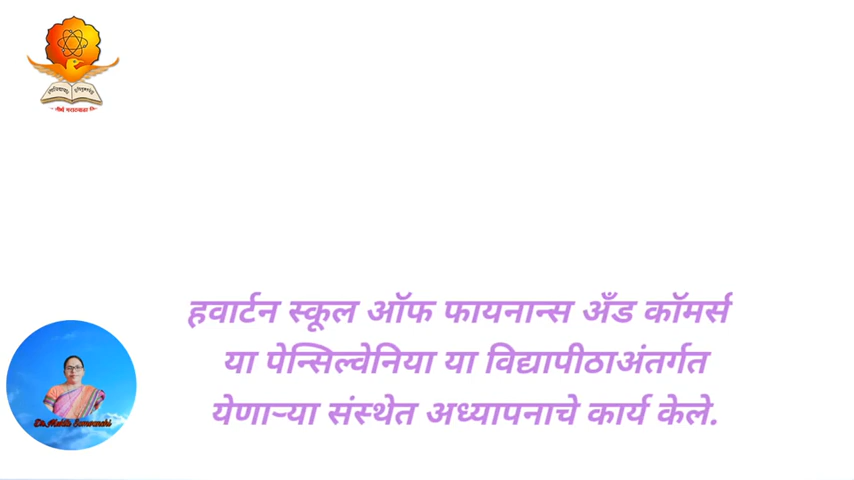 हवार्टन स्कूल ऑफ फायनान्स अँड कॉमर्स
या पेन्सिल्वेनिया या विद्यापीठाअंतर्गत
येणाऱ्या संस्थेत अध्यापनाचे कार्य केले.